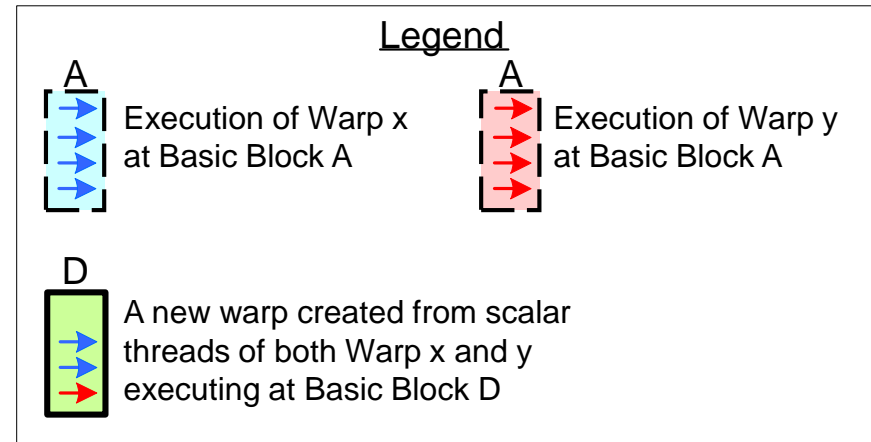 Legend
A
Execution of Warp x
at Basic Block A
A
Execution of Warp y
at Basic Block A
D
A new warp created from scalar
threads of both Warp x and y
executing at Basic Block D